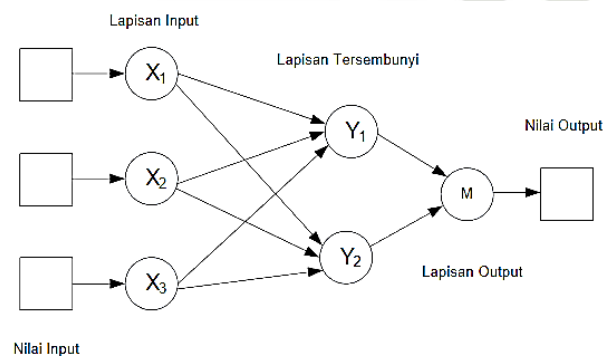 Lapisan Input
Lapisan Tersembunyi
Nilai Output
X1
X2
X3
Y1
Y2
M
Lapisan Output
Nilai Input